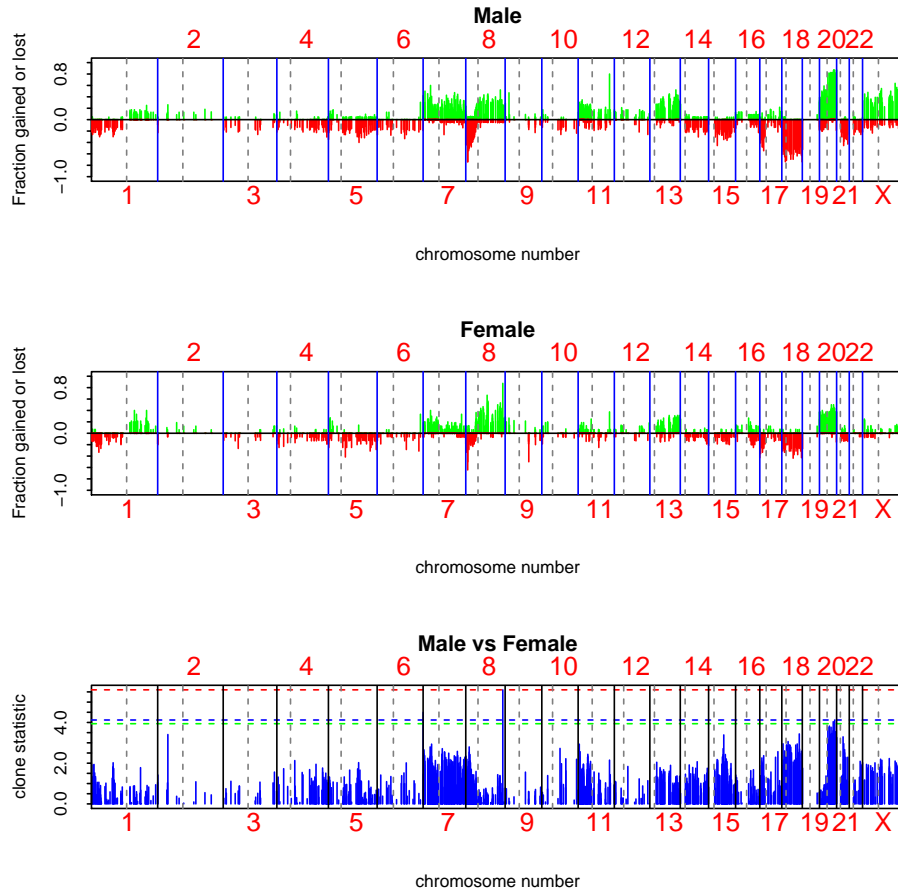 Male
2 4 6 8 10 12 14 16 18 20 22
Fraction gained or lost
0.8
0.0
−1.0
1 3 5 7 9 11 13 15 17 19 21 X
chromosome number
Female
2 4 6 8 10 12 14 16 18 20 22
Fraction gained or lost
0.8
0.0
−1.0
1 3 5 7 9 11 13 15 17 19 21 X
chromosome number
Male vs Female
2 4 6 8 10 12 14 16 18 20 22
clone statistic
4.0
2.0
0.0
1 3 5 7 9 11 13 15 17 19 21 X
chromosome number